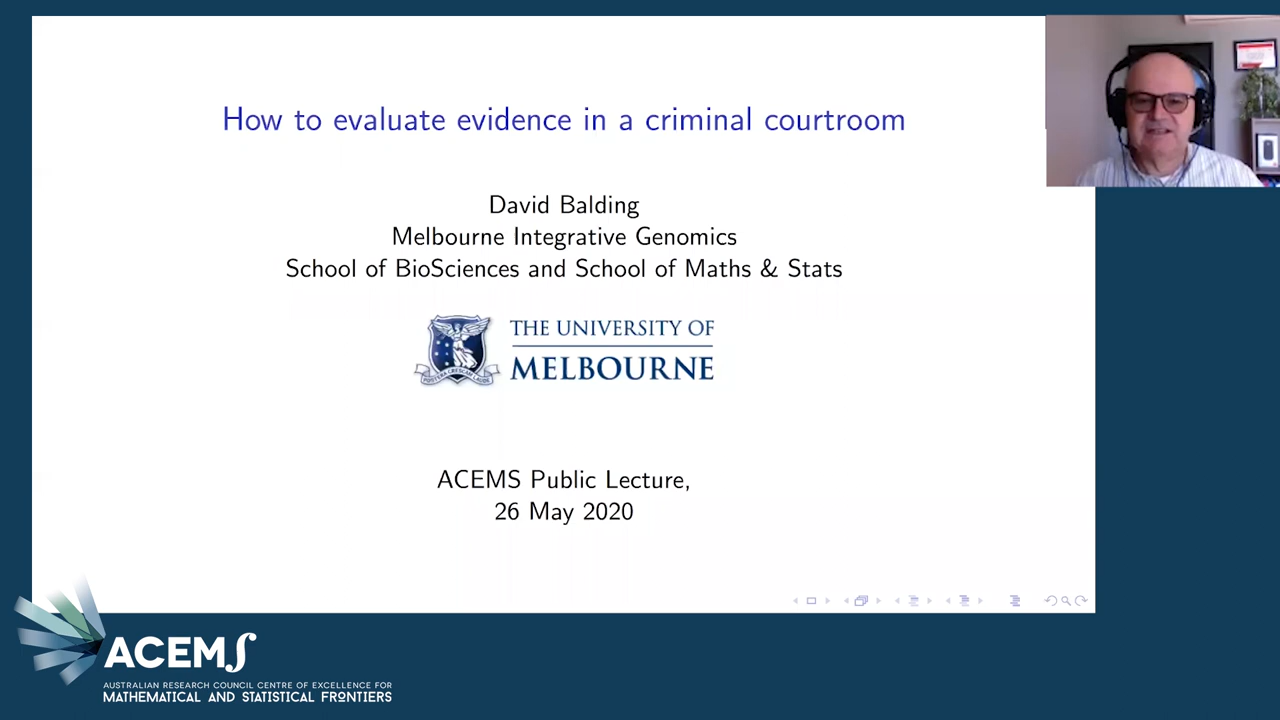 How to evaluate evidence in a criminal courtroom
David Balding
Melbourne Integrative Genomics
School of BioSciences and School of Maths & Stats
THE UNIVERSITY OF
MELBOURNE
ACEMS Public Lecture,
26 May 2020
ACEMS
AUSTRALIAN RESEARCH COUNCIL CENTRE OF EXCELLENCE FOR
MATHEMATICAL AND STATISTICAL FRONTIERS